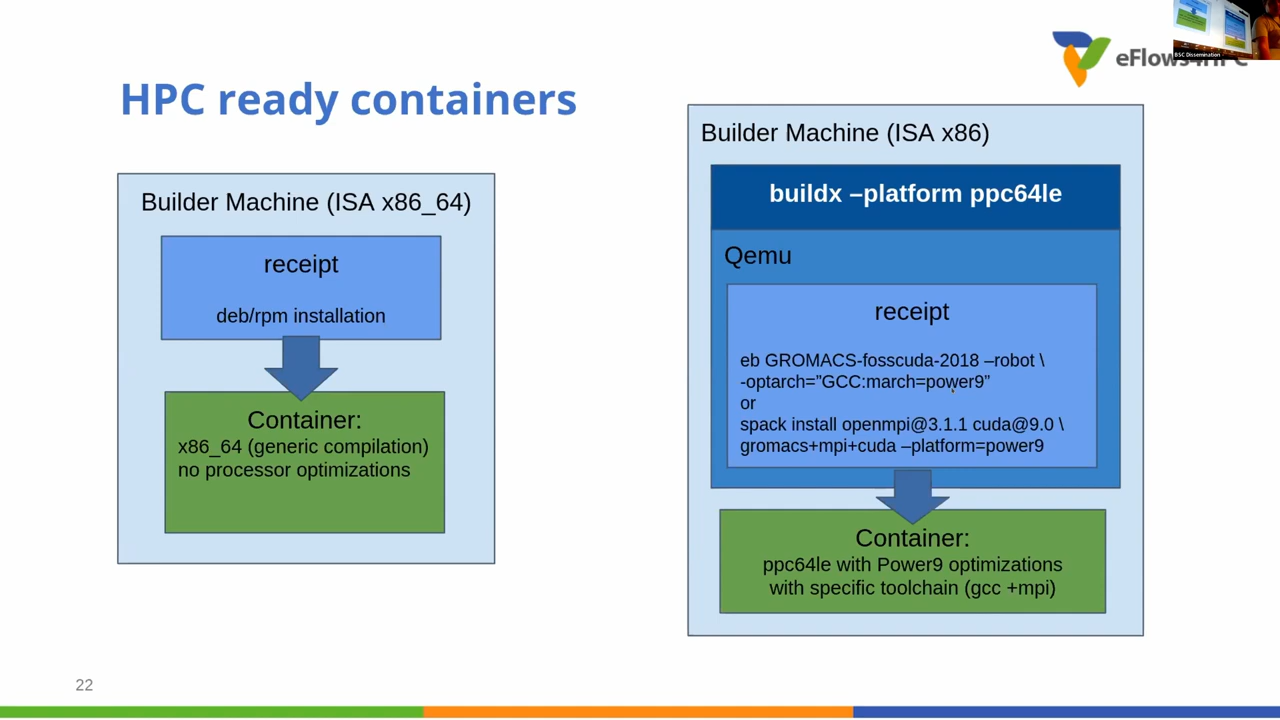 BSC Dissemination
eFlows4HPC
HPC ready containers
Builder Machine (ISA x86_64)
receipt
deb/rpm installation
Container:
x86_64 (generic compilation)
no processor optimizations
Builder Machine (ISA x86)
buildx –platform ppc64le
Qemu
receipt
eb GROMACS-fosscuda-2018 –robot \
-optarch=”GCC:march=power9”
or
spack install openmpi@3.1.1 cuda@9.0 \
gromacs+mpi+cuda –platform=power9
Container:
ppc64le with Power9 optimizations
with specific toolchain (gcc +mpi)
22